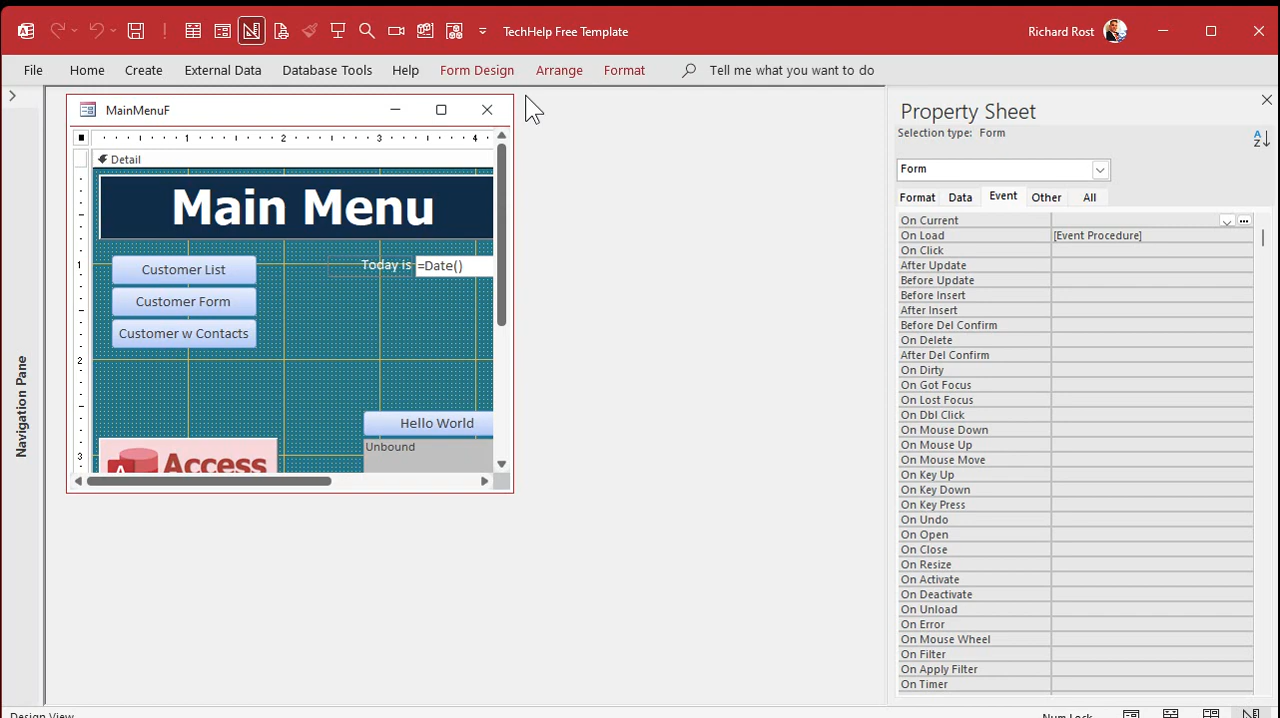 TechHelp Free Template
Richard Rost
File Home Create External Data Database Tools Help Form Design Arrange Format Tell me what you want to do
MainMenuF
1 2 3 4
Detail
Main Menu
Customer List
Today is =Date()
1
Customer Form
Customer w Contacts
2
Hello World
Unbound
3
Access
Navigation Pane
Property Sheet
Selection type: Form
Form
Format Data Event Other All
On Current
On Load [Event Procedure]
On Click
After Update
Before Update
Before Insert
After Insert
Before Del Confirm
On Delete
After Del Confirm
On Dirty
On Got Focus
On Lost Focus
On Dbl Click
On Mouse Down
On Mouse Up
On Mouse Move
On Key Up
On Key Down
On Key Press
On Undo
On Open
On Close
On Resize
On Activate
On Deactivate
On Unload
On Error
On Mouse Wheel
On Filter
On Apply Filter
On Timer
Design View
Num Lock